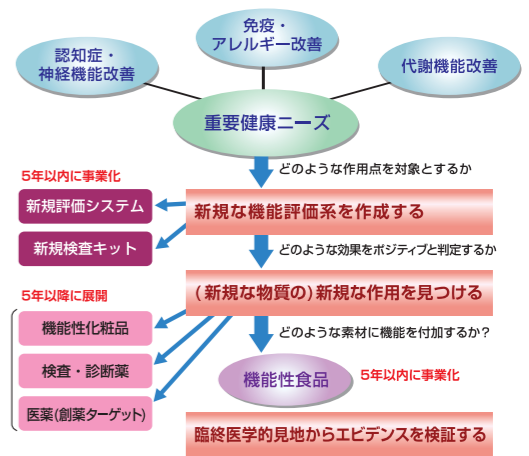 免疫・
アレルギー改善
認知症・
神経機能改善
代謝機能改善
重要健康ニーズ
どのような作用点を対象とするか
5年以内に事業化
新規評価システム
新規な機能評価系を作成する
新規検査キット
どのような効果をポジティブと判定するか
5年以降に展開
(新規な物質の)新規な作用を見つける
機能性化粧品
どのような素材に機能を付加するか?
検査・診断薬
機能性食品
5年以内に事業化
医薬(創薬ターゲット)
臨終医学的見地からエビデンスを検証する